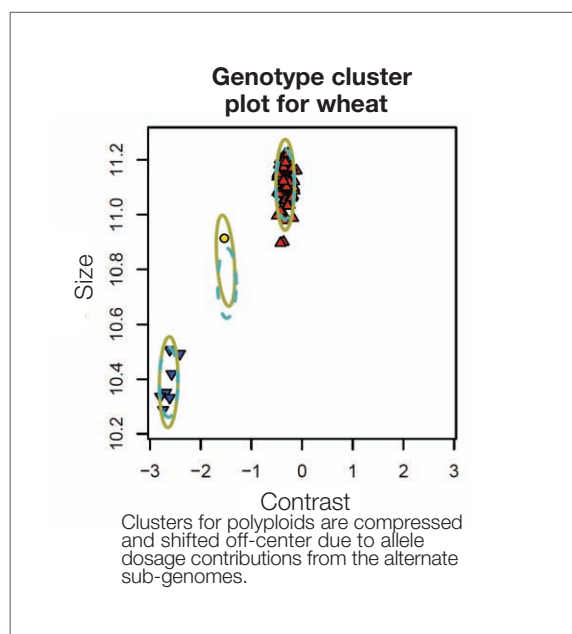 Genotype cluster
plot for wheat
Size
11.2
11.0
10.8
10.6
10.4
10.2
−3 −2 −1 0 1 2 3
Contrast
Clusters for polyploids are compressed
and shifted off-center due to allele
dosage contributions from the alternate
sub-genomes.